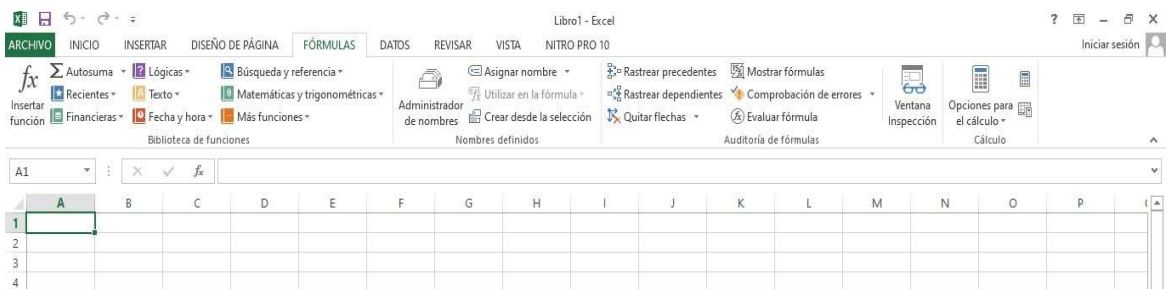 Libro1 - Excel
ARCHIVO INICIO INSERTAR DISEÑO DE PÁGINA FÓRMULAS DATOS REVISAR VISTA NITRO PRO 10 Iniciar sesión
fx Insertar función
Σ Autosuma Lógicas Búsqueda y referencia
Recientes Texto Matemáticas y trigonométricas
Financieras Fecha y hora Más funciones
Biblioteca de funciones
Administrador de nombres
Asignar nombre
Utilizar en la fórmula
Crear desde la selección
Nombres definidos
Rastrear precedentes Mostrar fórmulas
Rastrear dependientes Comprobación de errores
Quitar flechas Evaluar fórmula
Auditoría de fórmulas
Ventana Inspección
Opciones para el cálculo
Cálculo
A1 fx
A B C D E F G H I J K L M N O P
1
2
3
4